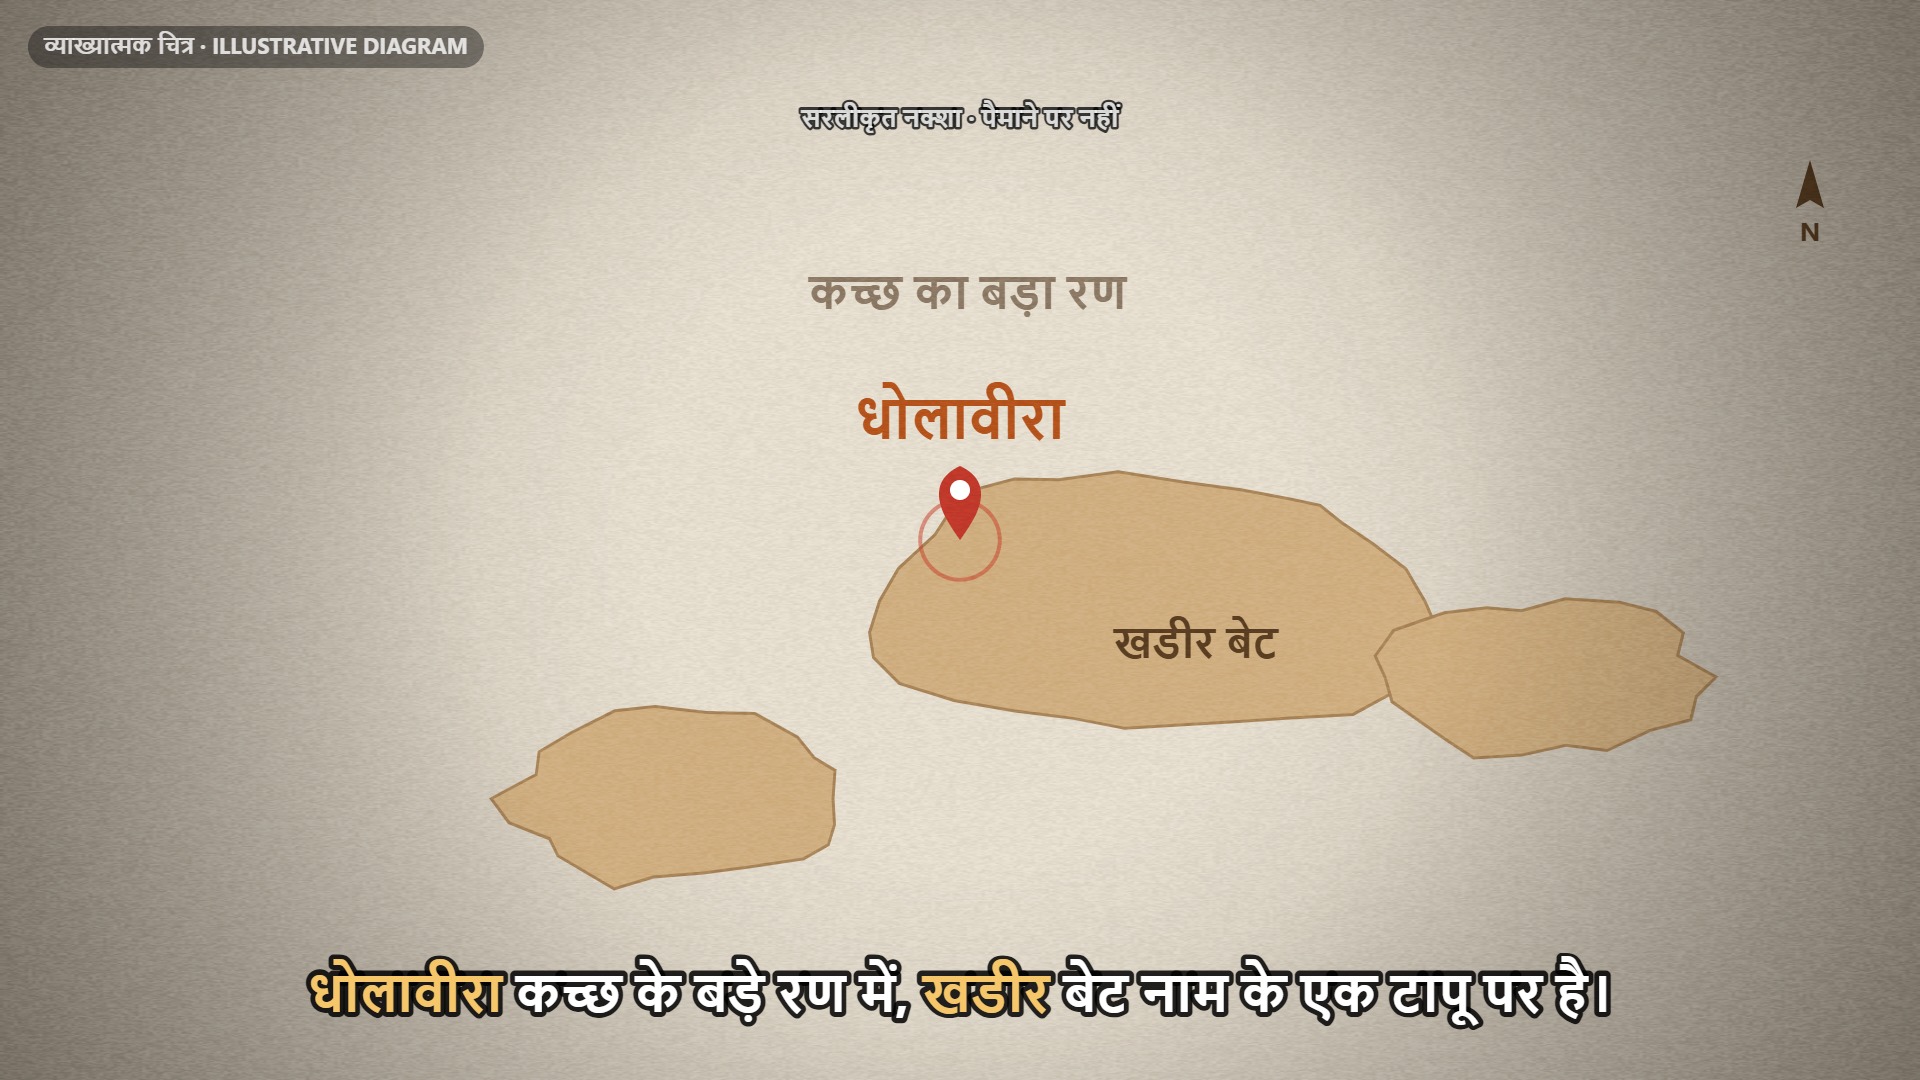 व्याख्यात्मक चित्र · ILLUSTRATIVE DIAGRAM
सरलीकृत नक्शा · पैमाने पर नहीं
N
कच्छ का बड़ा रण
धोलावीरा
खडीर बेट
धोलावीरा कच्छ के बड़े रण में, खडीर बेट नाम के एक टापू पर है।